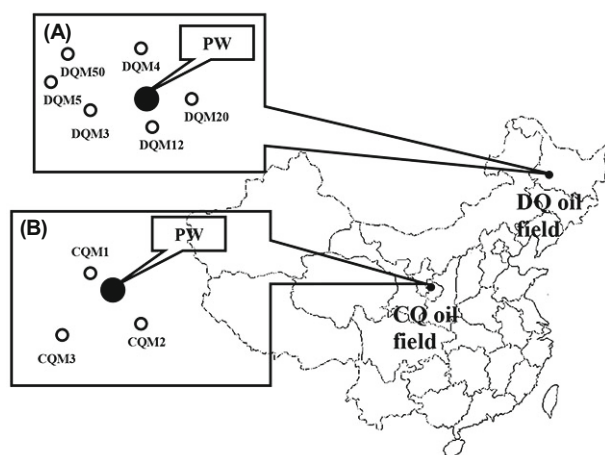 (A)
PW
DQM50
DQM4
DQM5
DQM3
DQM20
DQM12
DQ oil
field
(B)
PW
CQM1
CQM3
CQM2
CQ oil
field